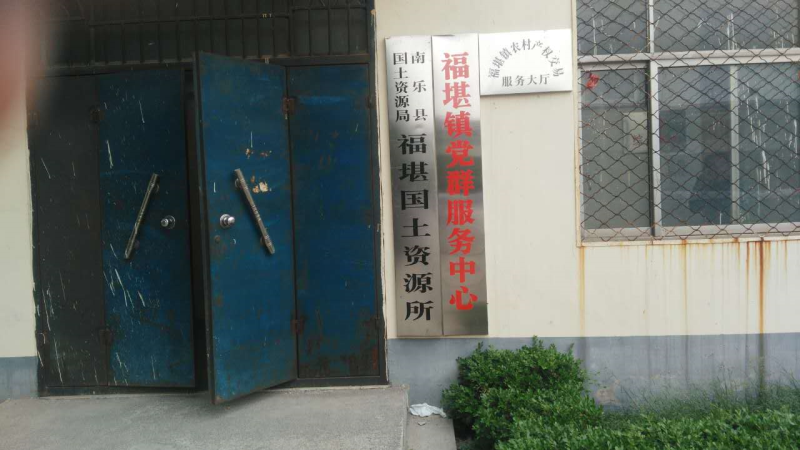 南乐县
国土资源局
福堪国土资源所
福堪镇党群服务中心
福堪镇农村产权交易
服务大厅